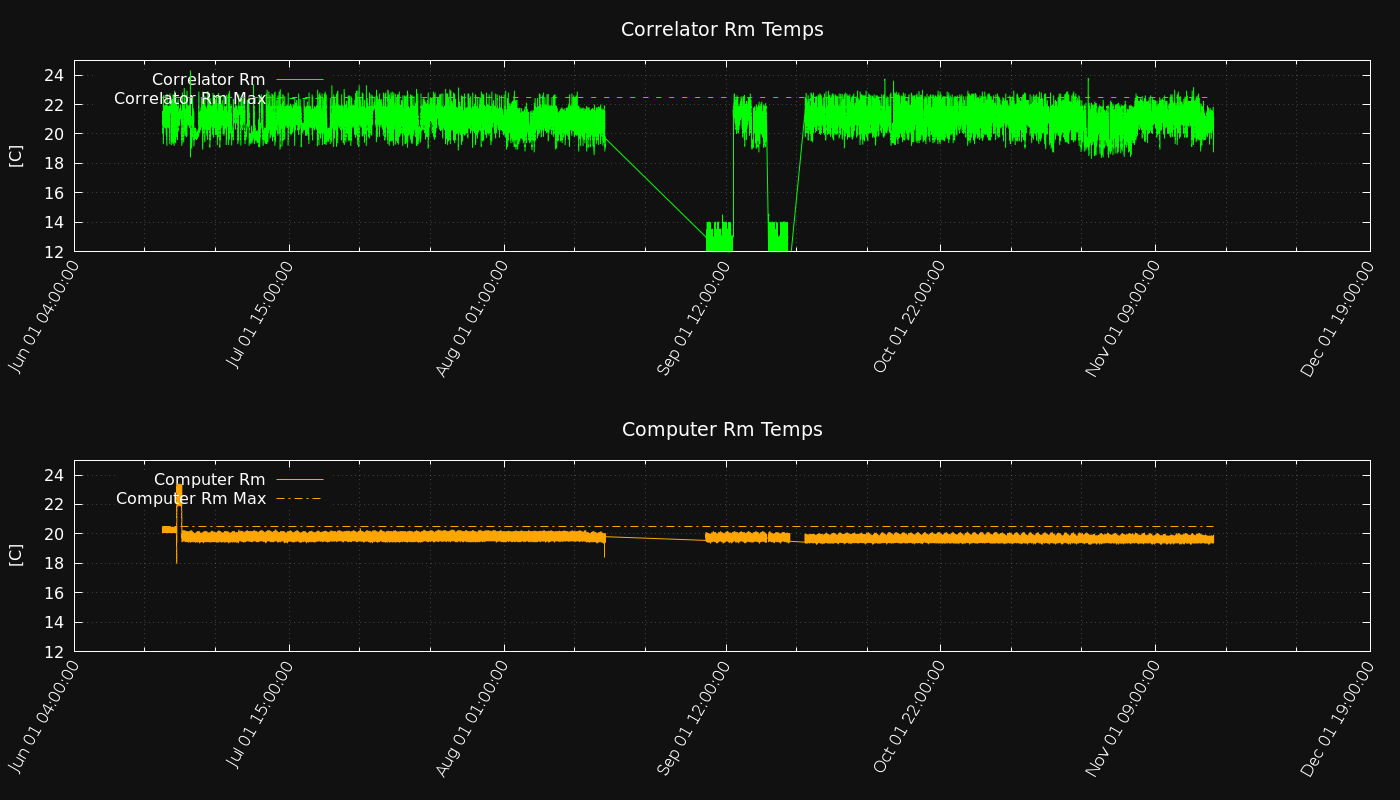 Correlator Rm Temps
Correlator Rm
Correlator Rm Max
24
22
20
18
16
14
12
[C]
Jun 01 04:00:00
Jul 01 15:00:00
Aug 01 01:00:00
Sep 01 12:00:00
Oct 01 22:00:00
Nov 01 09:00:00
Dec 01 19:00:00
Computer Rm Temps
Computer Rm
Computer Rm Max
24
22
20
18
16
14
12
[C]
Jun 01 04:00:00
Jul 01 15:00:00
Aug 01 01:00:00
Sep 01 12:00:00
Oct 01 22:00:00
Nov 01 09:00:00
Dec 01 19:00:00